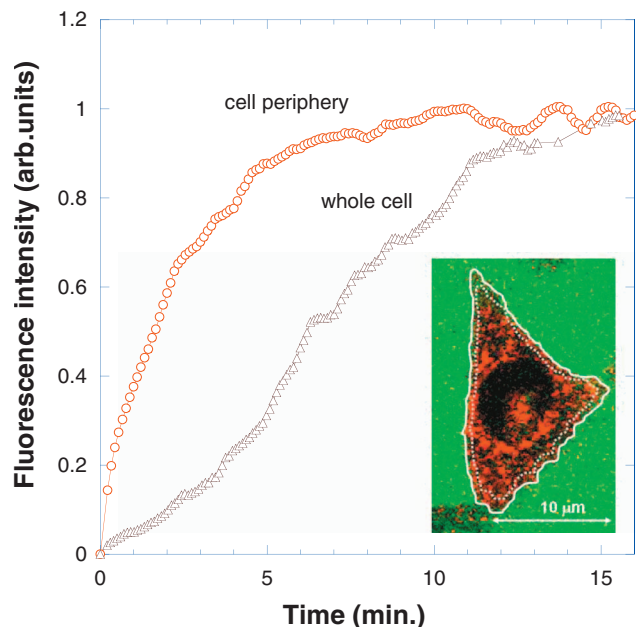 Fluorescence intensity (arb.units)
1.2
1
0.8
0.6
0.4
0.2
0
cell periphery
whole cell
10 μm
0
5
10
15
Time (min.)